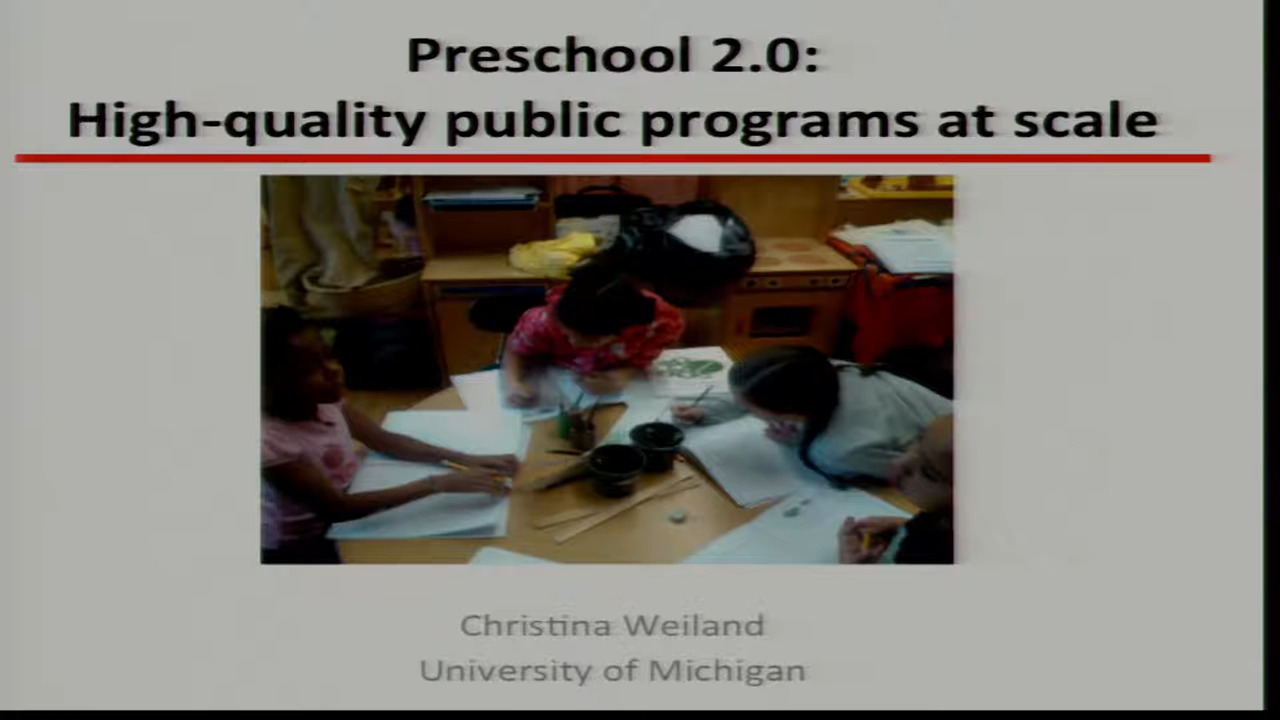 Preschool 2.0:
High-quality public programs at scale
Christina Weiland
University of Michigan